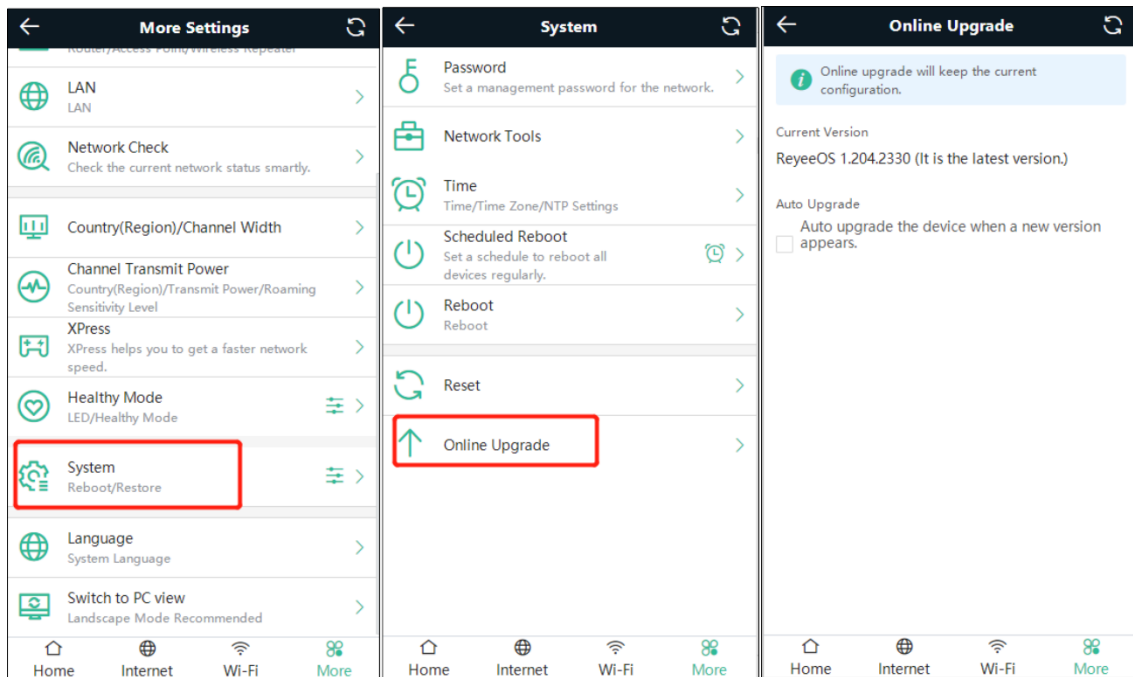 More Settings
Router/Access Point/Wireless Repeater
LAN
LAN
Network Check
Check the current network status smartly.
Country(Region)/Channel Width
Channel Transmit Power
Country(Region)/Transmit Power/Roaming
Sensitivity Level
XPress
XPress helps you to get a faster network
speed.
Healthy Mode
LED/Healthy Mode
System
Reboot/Restore
Language
System Language
Switch to PC view
Landscape Mode Recommended
Home
Internet
Wi-Fi
More
System
Password
Set a management password for the network.
Network Tools
Time
Time/Time Zone/NTP Settings
Scheduled Reboot
Set a schedule to reboot all
devices regularly.
Reboot
Reboot
Reset
Online Upgrade
Home
Internet
Wi-Fi
More
Online Upgrade
Online upgrade will keep the current
configuration.
Current Version
ReyeeOS 1.204.2330 (It is the latest version.)
Auto Upgrade
Auto upgrade the device when a new version
appears.
Home
Internet
Wi-Fi
More